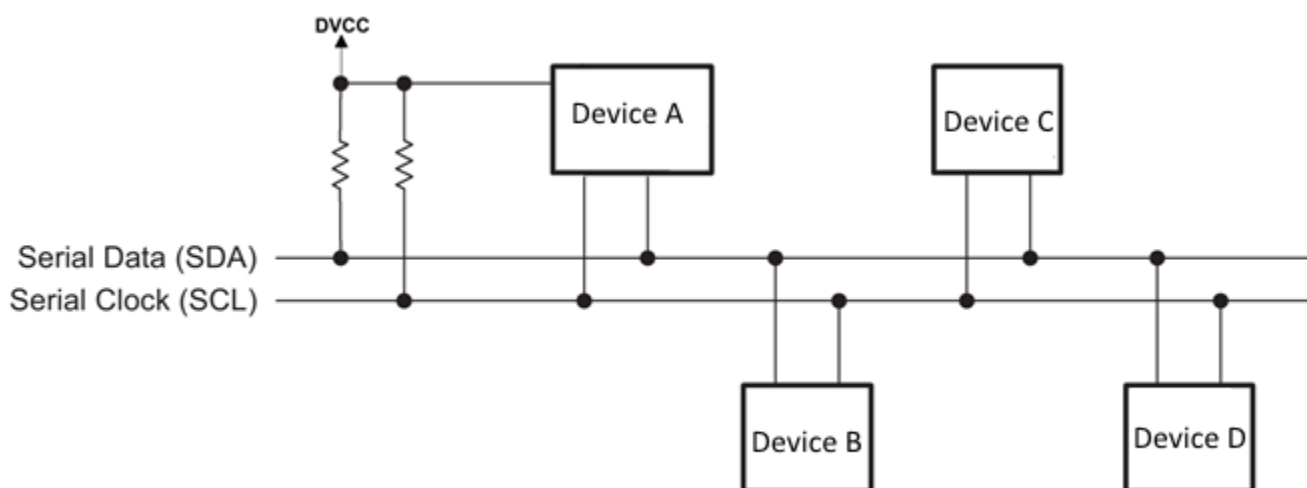 DVCC
Device A
Device C
Serial Data (SDA)
Serial Clock (SCL)
Device B
Device D